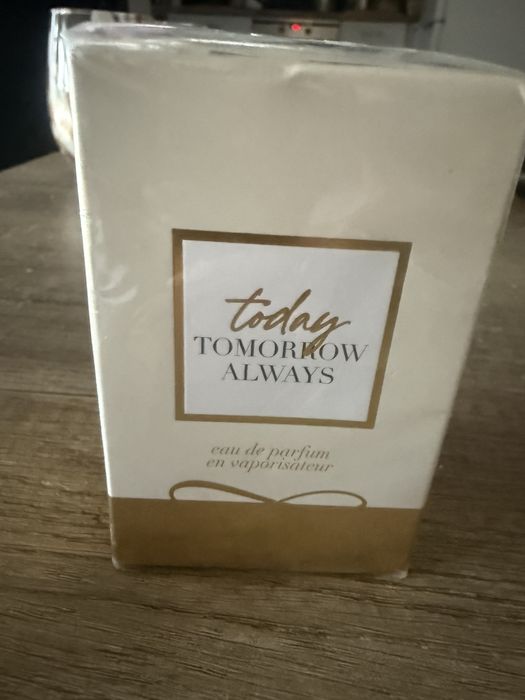 today
TOMORROW
ALWAYS
eau de parfum
en vaporisateur